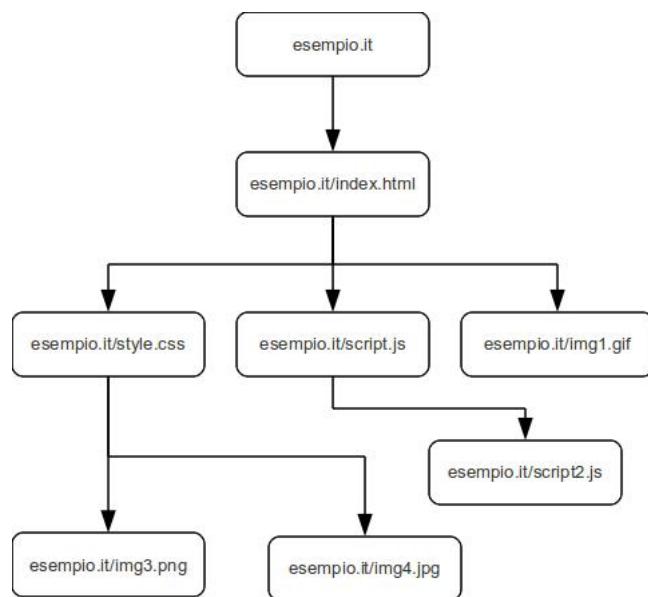 esempio.it
esempio.it/index.html
esempio.it/style.css
esempio.it/script.js
esempio.it/img1.gif
esempio.it/script2.js
esempio.it/img3.png
esempio.it/img4.jpg